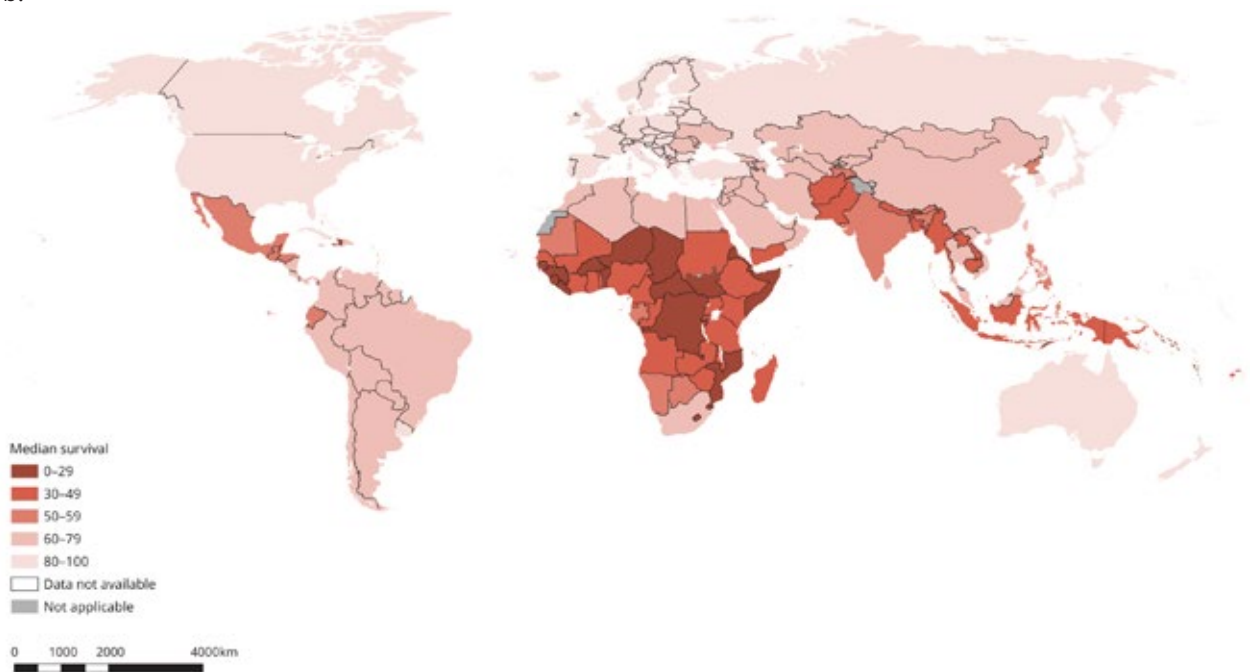 Median survival
0–29
30–49
50–59
60–79
80–100
Data not available
Not applicable
0 1000 2000 4000km